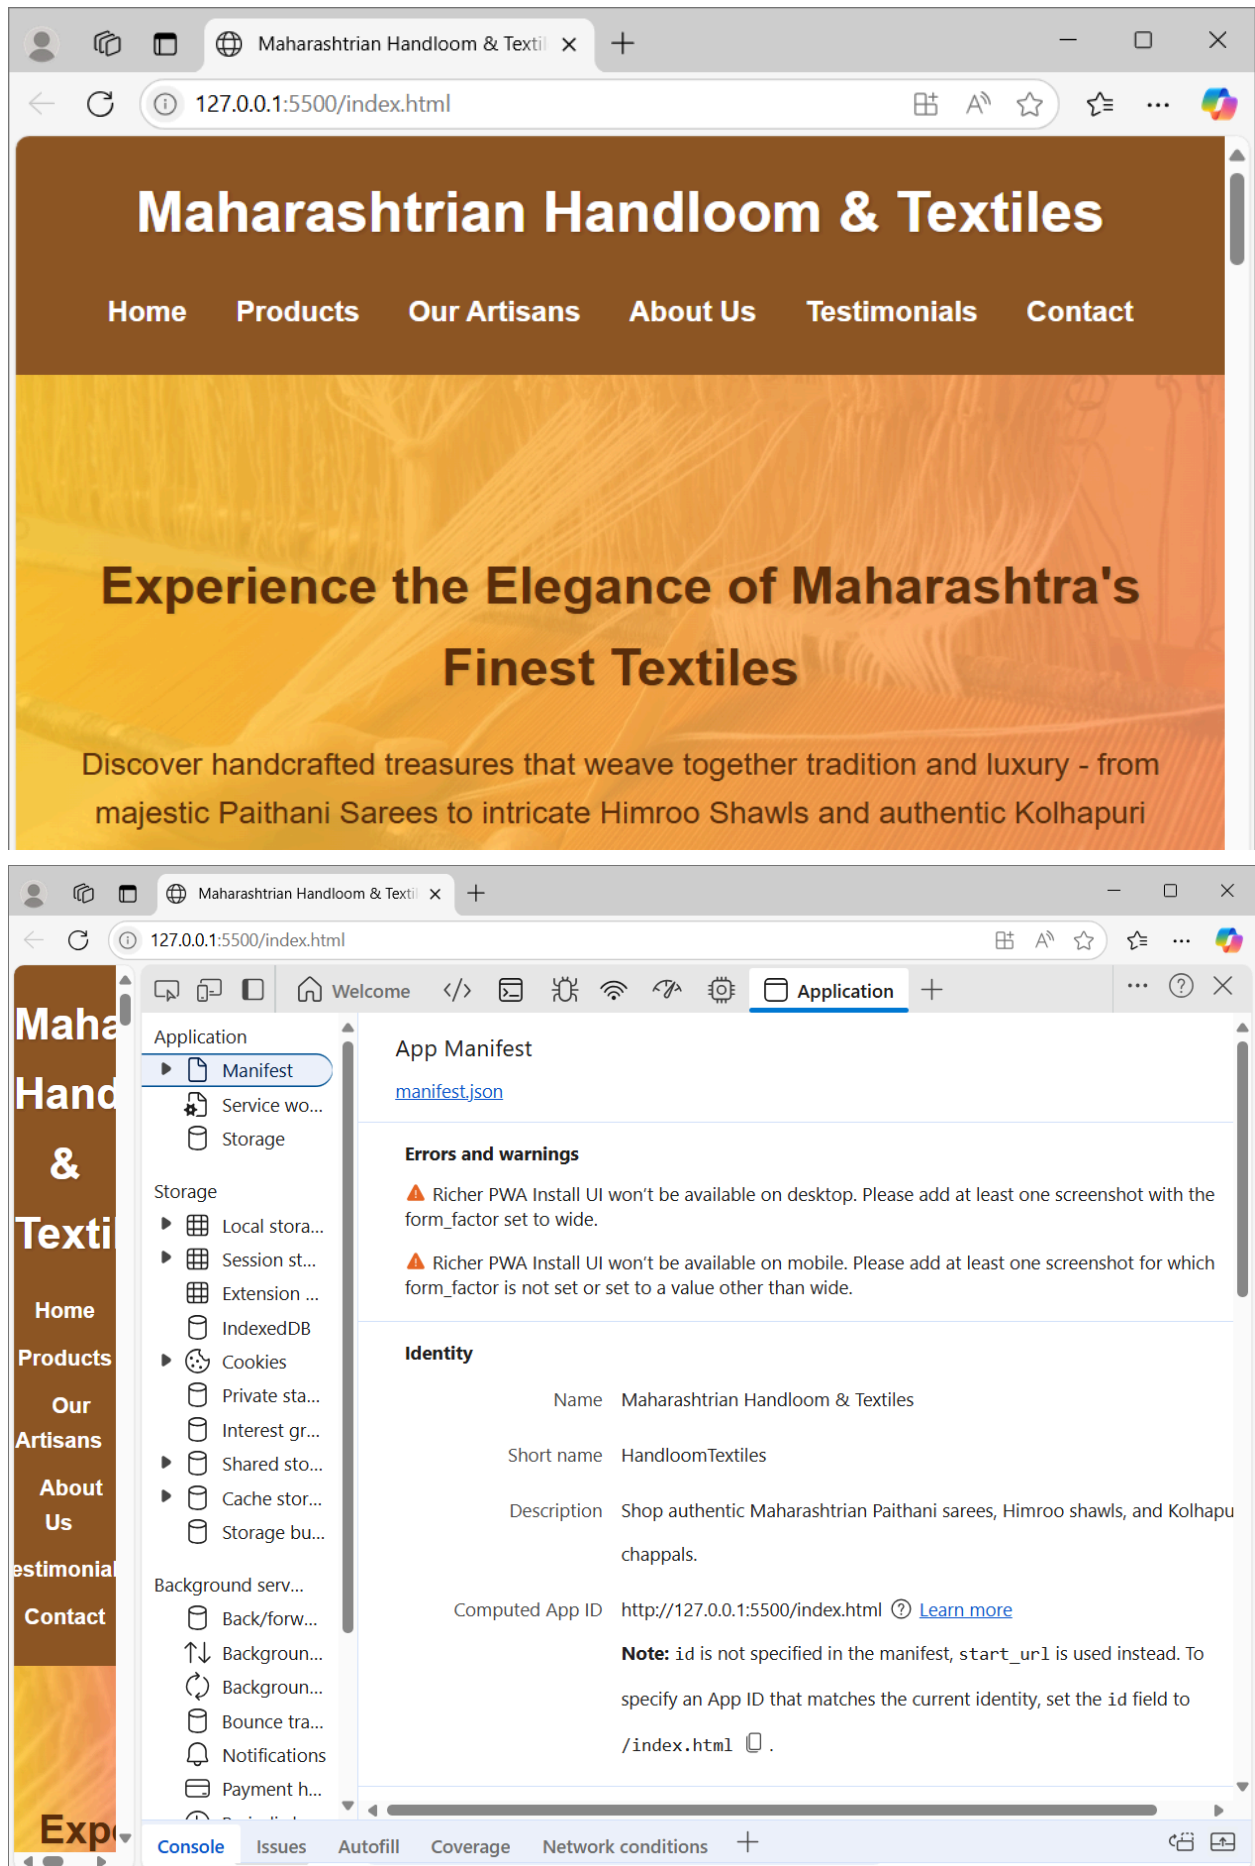 Maharashtrian Handloom & Textil
127.0.0.1:5500/index.html
Maharashtrian Handloom & Textiles
Home Products Our Artisans About Us Testimonials Contact
Experience the Elegance of Maharashtra's
Finest Textiles
Discover handcrafted treasures that weave together tradition and luxury - from
majestic Paithani Sarees to intricate Himroo Shawls and authentic Kolhapuri
Maharashtrian Handloom & Textil
127.0.0.1:5500/index.html
Maha
Hand
&
Texti
Home
Products
Our
Artisans
About
Us
estimonial
Contact
Exp
Welcome
Application
Application
Manifest
Service wo...
Storage
Storage
Local stora...
Session st...
Extension ...
IndexedDB
Cookies
Private sta...
Interest gr...
Shared sto...
Cache stor...
Storage bu...
Background serv...
Back/forw...
Backgroun...
Backgroun...
Bounce tra...
Notifications
Payment h...
App Manifest
manifest.json
Errors and warnings
Richer PWA Install UI won't be available on desktop. Please add at least one screenshot with the
form_factor set to wide.
Richer PWA Install UI won't be available on mobile. Please add at least one screenshot for which
form_factor is not set or set to a value other than wide.
Identity
Name Maharashtrian Handloom & Textiles
Short name HandloomTextiles
Description Shop authentic Maharashtrian Paithani sarees, Himroo shawls, and Kolhapu
chappals.
Computed App ID http://127.0.0.1:5500/index.html Learn more
Note: id is not specified in the manifest, start_url is used instead. To
specify an App ID that matches the current identity, set the id field to
/index.html .
Console Issues Autofill Coverage Network conditions